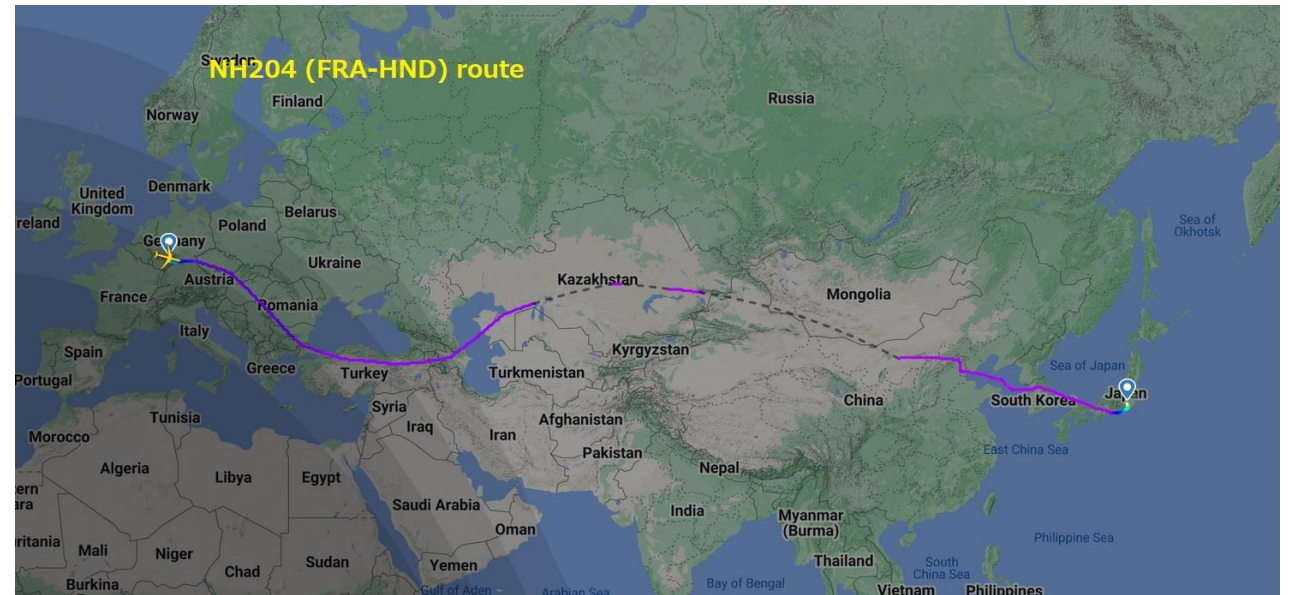 NH204 (FRA-HND) route
Sweden
Finland
Russia
Norway
Denmark
United
Kingdom
Sea of
Okhotsk
reland
Belarus
Poland
Germany
Ukraine
Austria
Kazakhstan
Mongolia
France
Romania
Italy
Kyrgyzstan
Spain
Sea of Japan
Greece
Turkey
Turkmenistan
Portugal
Japan
China
South Korea
Syria
Tunisia
Afghanistan
Iraq
Iran
Morocco
East China Sea
Pakistan
Algeria
Libya
Egypt
Nepal
ern
ara
Saudi Arabia
India
Myanmar
(Burma)
Oman
Philippine Sea
ritania
Mali
Niger
Chad
Sudan
Yemen
Thailand
South
China Sea
Burkina
Gulf of Aden
Arabian Sea
Bay of Bengal
Vietnam
Philippines